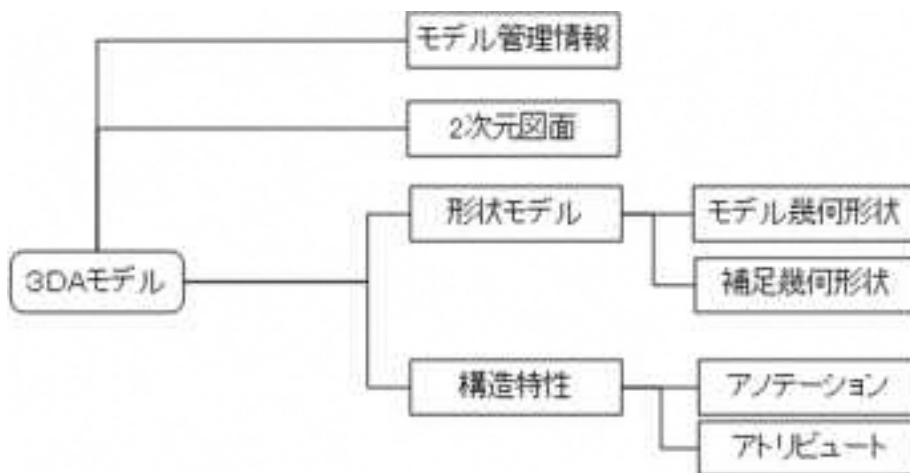 モデル管理情報
2次元図面
形状モデル
モデル幾何形状
3DAモデル
補足幾何形状
構造特性
アノテーション
アトリビュート